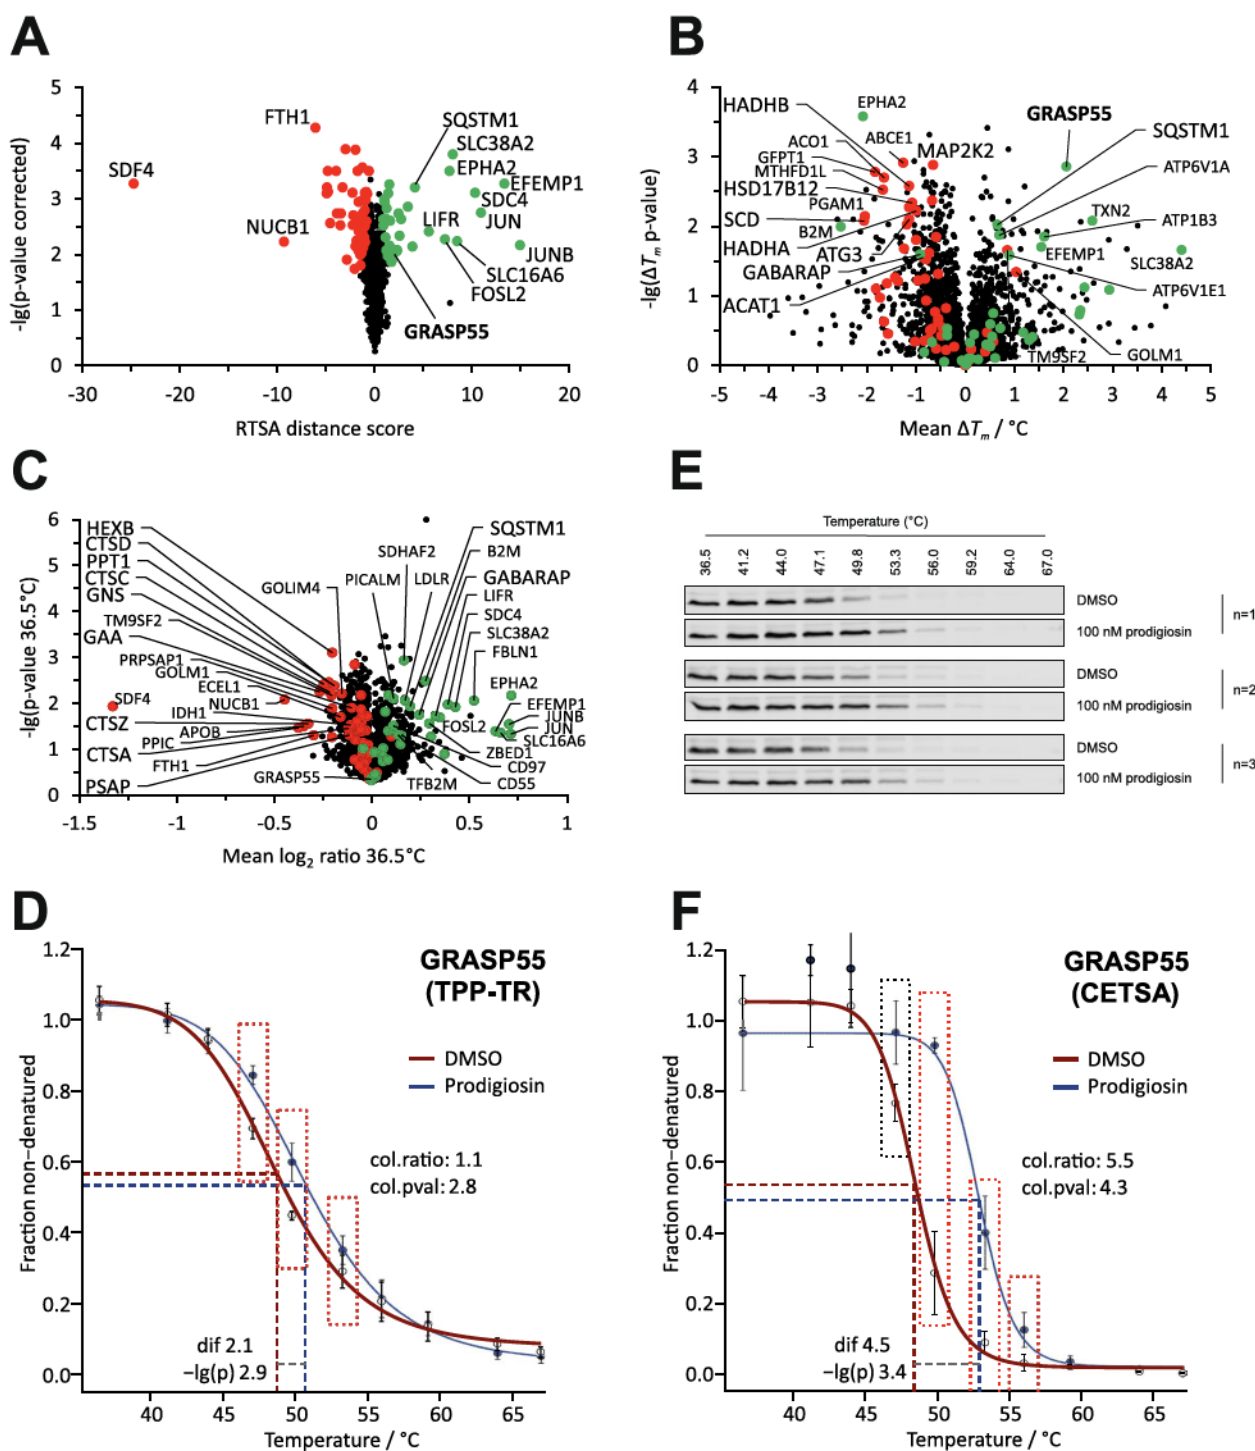 A
-lg(p-value corrected)
5
4
3
2
1
0
-30
-20
-10
0
10
20
RTSA distance score
FTH1
SDF4
NUCB1
SQSTM1
SLC38A2
EPHA2
EFEMP1
SDC4
LIFR
JUN
JUNB
SLC16A6
FOSL2
GRASP55
B
-lg(ΔTm p-value)
4
3
2
1
0
-5
-4
-3
-2
-1
0
1
2
3
4
5
Mean ΔTm / °C
HADHB
EPHA2
GRASP55
ACO1
ABCE1
MAP2K2
SQSTM1
GFPT1
MTHFD1L
ATP6V1A
HSD17B12
PGAM1
SCD
TXN2
ATP1B3
B2M
HADHA
ATG3
EFEMP1
SLC38A2
GABARAP
ATP6V1E1
ACAT1
TM9SF2
GOLM1
C
-lg(p-value 36.5°C)
6
5
4
3
2
1
0
-1.5
-1
-0.5
0
0.5
1
Mean log2 ratio 36.5°C
HEXB
CTSD
PPT1
CTSC
GNS
TM9SF2
GAA
PRPSAP1
GOLM1
ECEL1
SDF4
NUCB1
IDH1
CTSZ
APOB
PPIC
CTSA
FTH1
PSAP
GRASP55
GOLIM4
PICALM
SDHAF2
LDLR
SQSTM1
B2M
GABARAP
LIFR
SDC4
SLC38A2
FBLN1
EPHA2
EFEMP1
JUNB
JUN
SLC16A6
FOSL2
ZBED1
CD97
CD55
TFB2M
E
Temperature (°C)
36.5
41.2
44.0
47.1
49.8
53.3
56.0
59.2
64.0
67.0
DMSO
100 nM prodigiosin
n=1
DMSO
100 nM prodigiosin
n=2
DMSO
100 nM prodigiosin
n=3
D
Fraction non-denatured
1.2
1.0
0.8
0.6
0.4
0.2
0.0
40
45
50
55
60
65
Temperature / °C
GRASP55
(TPP-TR)
DMSO
Prodigiosin
col.ratio: 1.1
col.pval: 2.8
dif 2.1
−lg(p) 2.9
F
Fraction non-denatured
1.2
1.0
0.8
0.6
0.4
0.2
0.0
40
45
50
55
60
65
Temperature / °C
GRASP55
(CETSA)
DMSO
Prodigiosin
col.ratio: 5.5
col.pval: 4.3
dif 4.5
−lg(p) 3.4